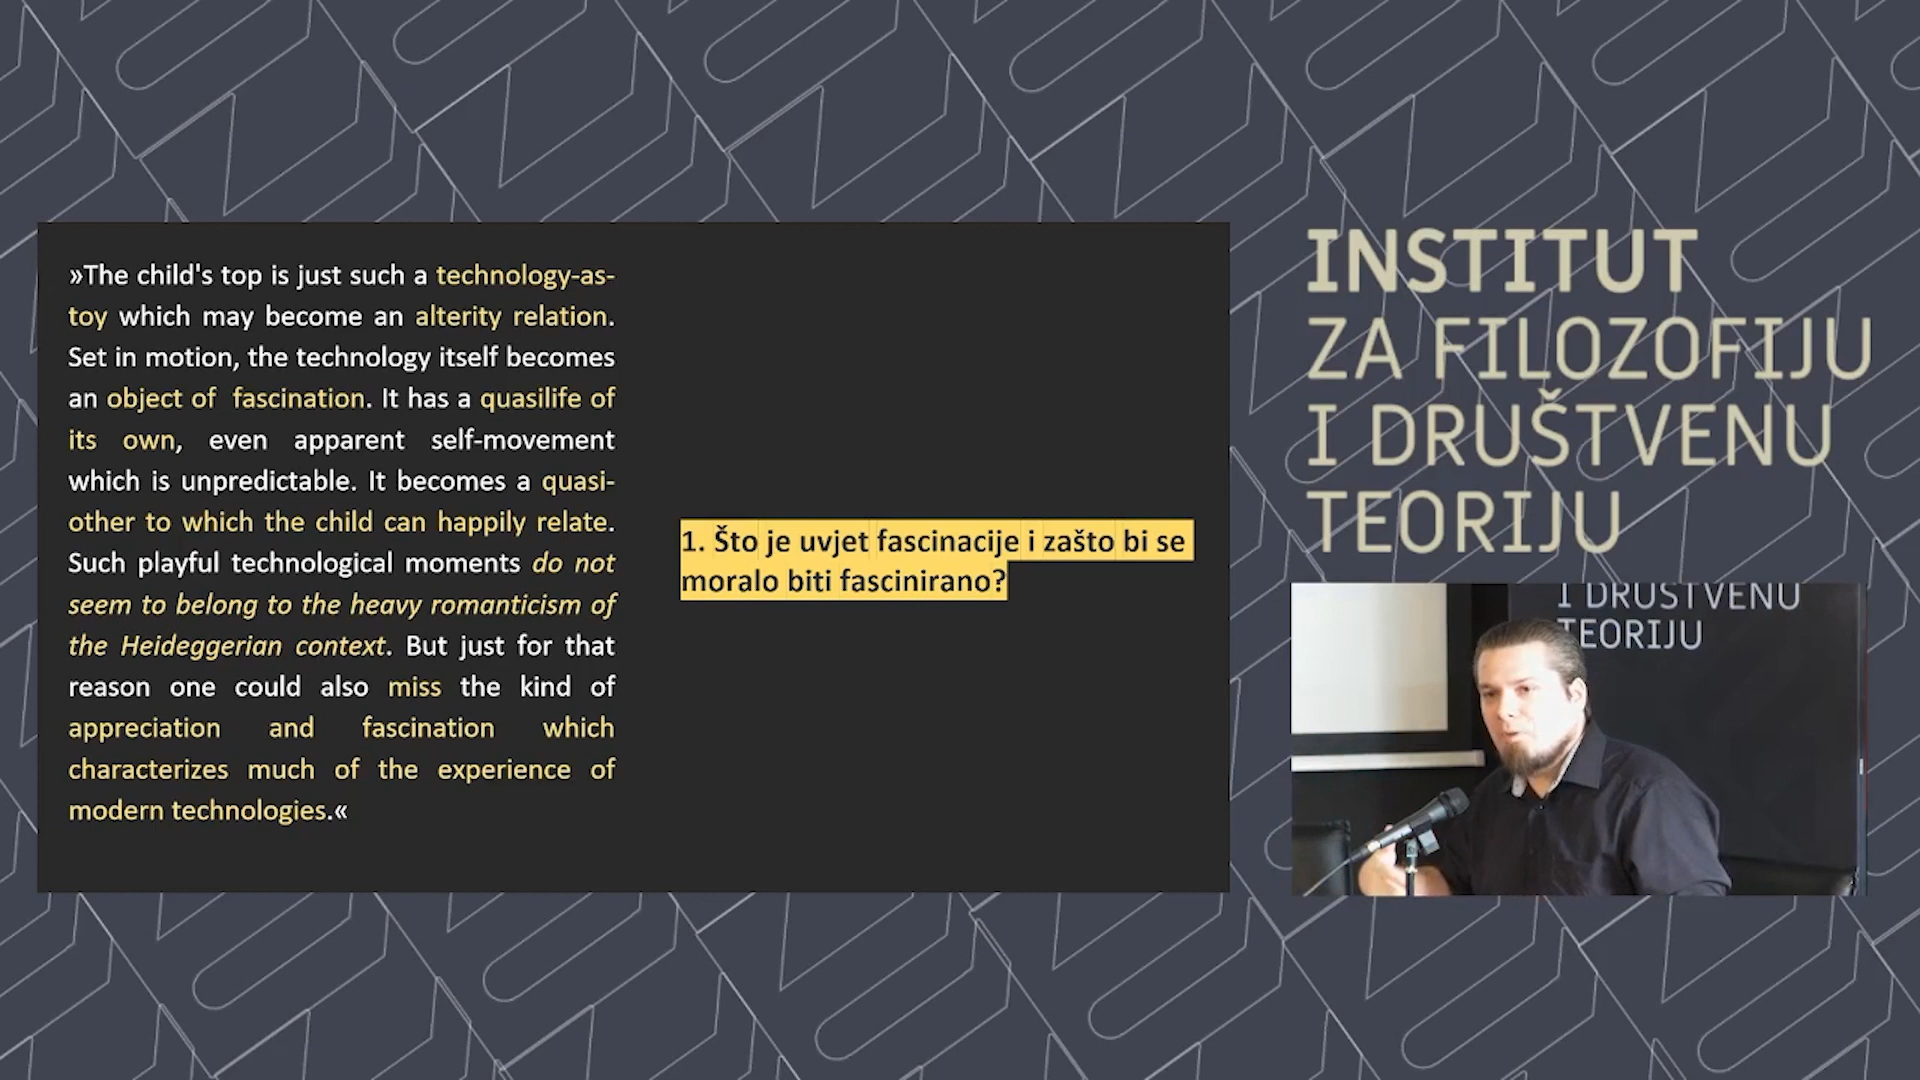 »The child's top is just such a technology-as-
toy which may become an alterity relation.
Set in motion, the technology itself becomes
an object of fascination. It has a quasilife of
its own, even apparent self-movement
which is unpredictable. It becomes a quasi-
other to which the child can happily relate.
Such playful technological moments do not
seem to belong to the heavy romanticism of
the Heideggerian context. But just for that
reason one could also miss the kind of
appreciation and fascination which
characterizes much of the experience of
modern technologies.«
1. Što je uvjet fascinacije i zašto bi se
moralo biti fascinirano?
INSTITUT
ZA FILOZOFIJU
I DRUŠTVENU
TEORIJU
I DRUŠTVENU
TEORIJU